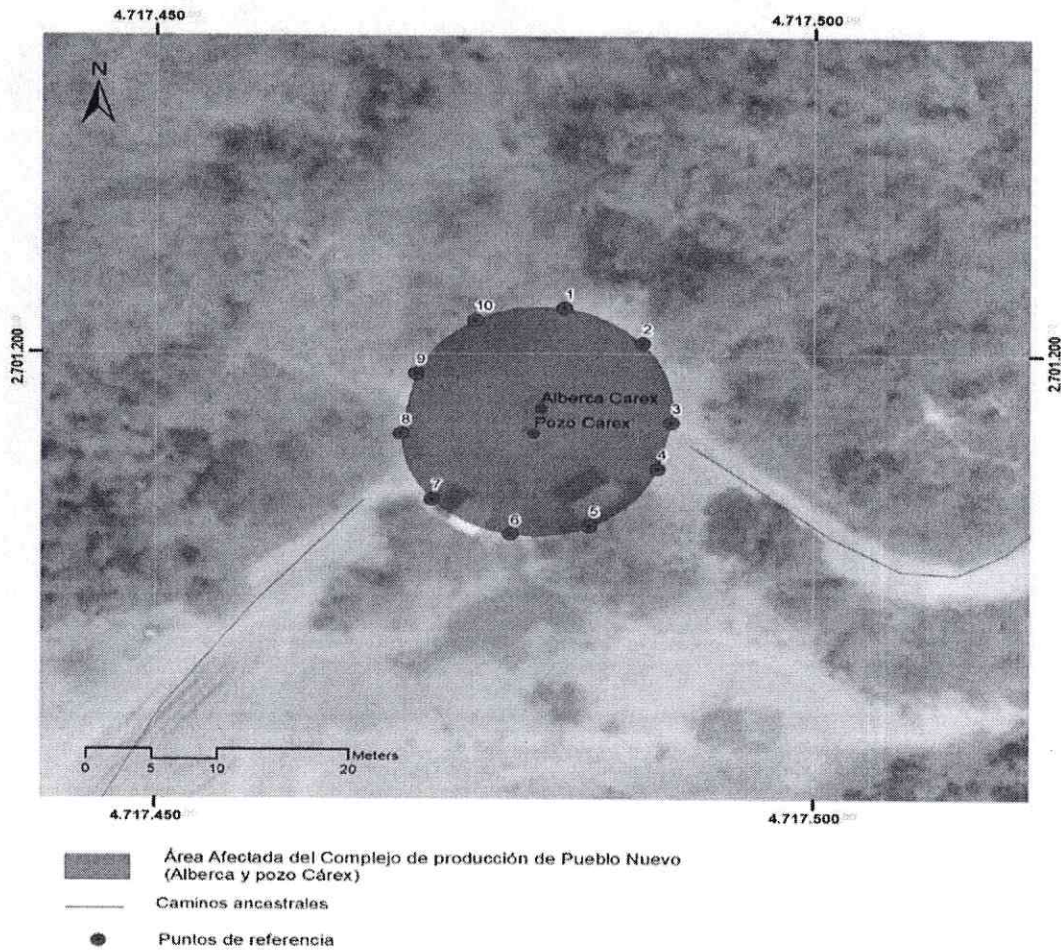 4.717.450
4.717.500
N
2.701.200
2.701.200
1
10
2
9
Alberca Carex
3
Pozo Carex
8
4
7
5
6
Meters
0 5 10 20
4.717.450
4.717.500
Área Afectada del Complejo de producción de Pueblo Nuevo
(Alberca y pozo Cárex)
Caminos ancestrales
Puntos de referencia